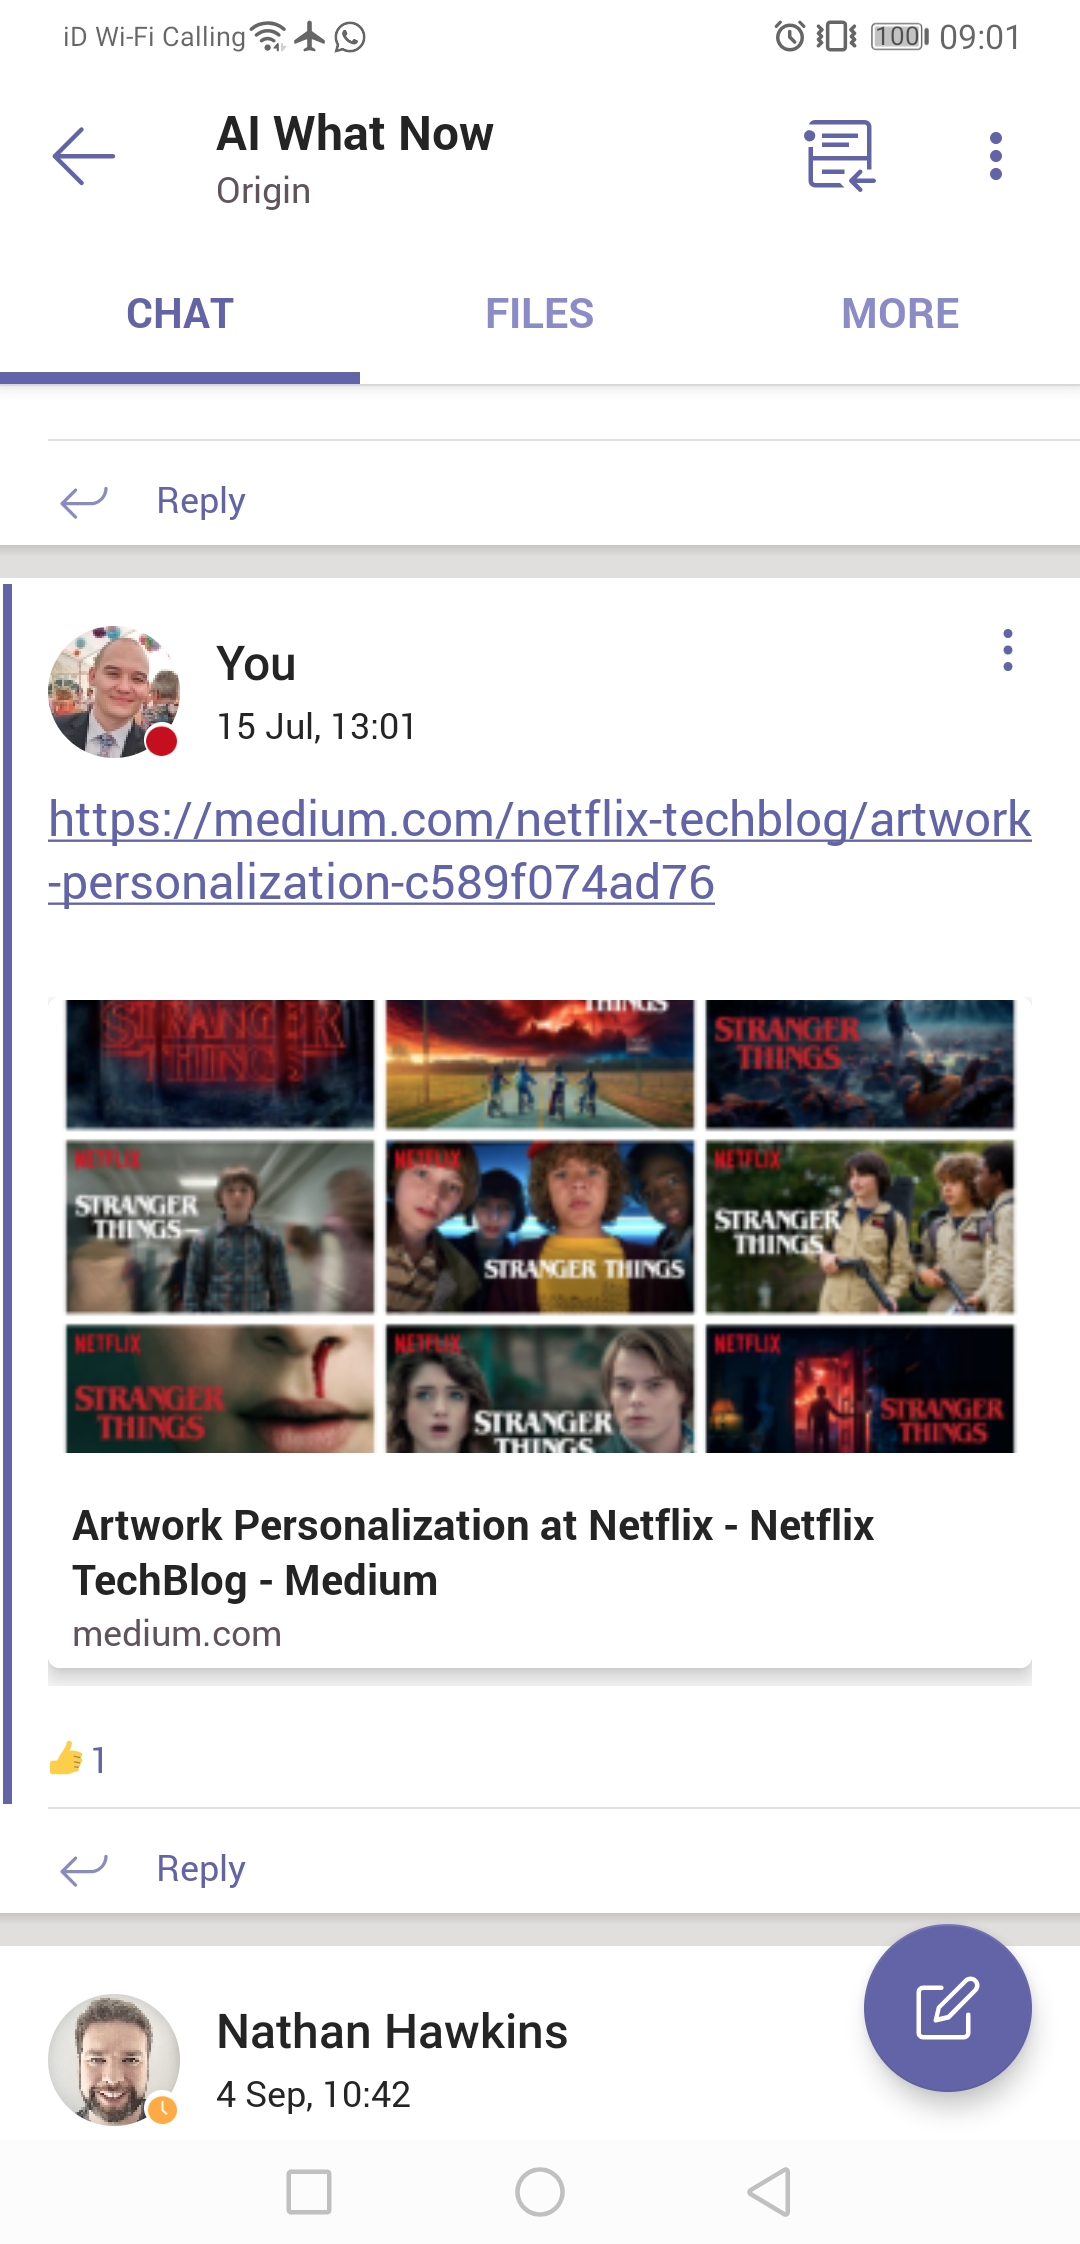 iD Wi-Fi Calling 100 09:01
AI What Now
Origin
CHAT FILES MORE
Reply
You
15 Jul, 13:01
https://medium.com/netflix-techblog/artwork
-personalization-c589f074ad76
STRANGER
THINGS
THINGS
STRANGER
THINGS
NETFLIX
STRANGER
THINGS
NETFLIX
STRANGER THINGS
NETFLIX
STRANGER
THINGS
NETFLIX
STRANGER
THINGS
NETFLIX
STRANGER
THINGS
NETFLIX
STRANGER
THINGS
Artwork Personalization at Netflix - Netflix
TechBlog - Medium
medium.com
1
Reply
Nathan Hawkins
4 Sep, 10:42